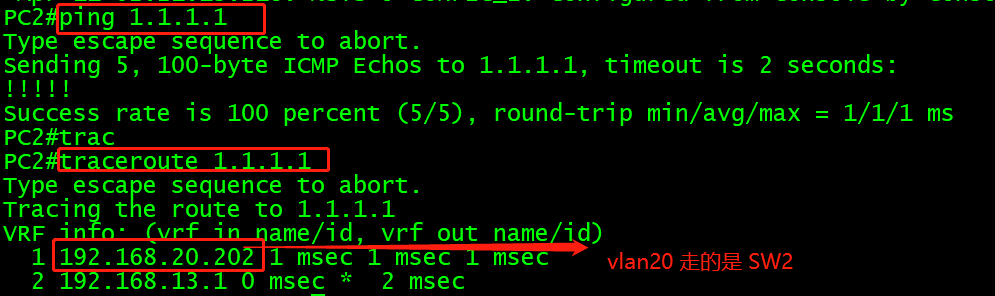 PC2#ping 1.1.1.1
Type escape sequence to abort.
Sending 5, 100-byte ICMP Echos to 1.1.1.1, timeout is 2 seconds:
!!!!!
Success rate is 100 percent (5/5), round-trip min/avg/max = 1/1/1 ms
PC2#trac
PC2#traceroute 1.1.1.1
Type escape sequence to abort.
Tracing the route to 1.1.1.1
VRF info: (vrf in name/id, vrf out name/id)
1 192.168.20.202 1 msec 1 msec 1 msec
vlan20 走的是 SW2
2 192.168.13.1 0 msec * 2 msec